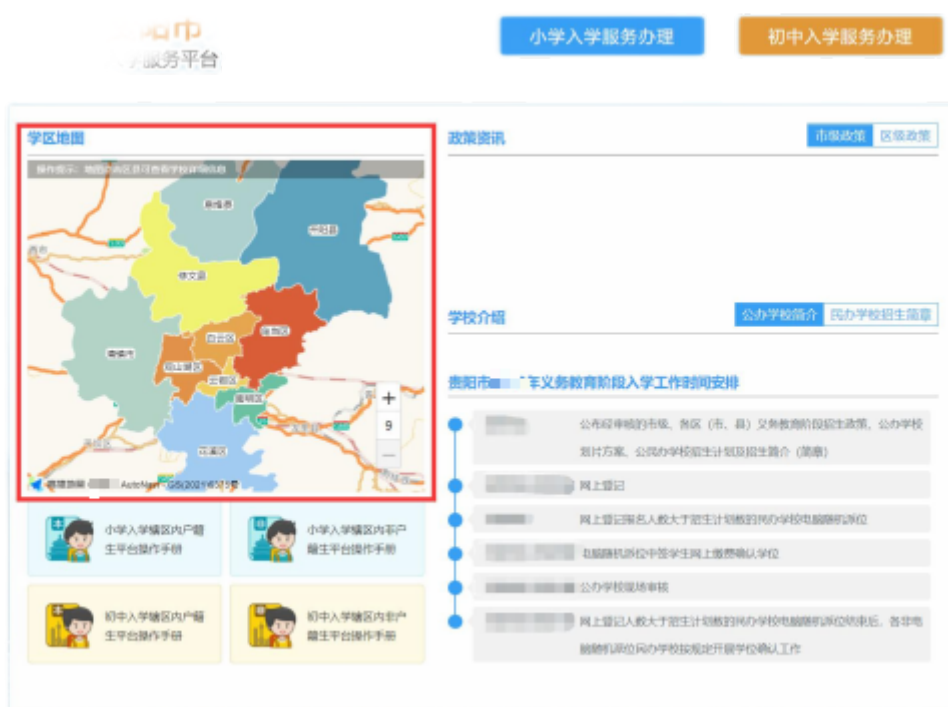 服务平台
小学入学服务办理
初中入学服务办理
学区地图
操作提示:地图
政策资讯
市级政策
区级政策
息烽县
开阳县
修文县
白云区
乌当区
清镇市
观山湖区
云岩区
南明区
花溪区
+
9
学校介绍
公办学校简介
民办学校招生简章
贵阳市
年义务教育阶段入学工作时间安排
公布经审核的市级、各区(市、县)义务教育阶段招生政策,公办学校
划片方案、公民办学校招生计划及招生简介(简章)
网上登记
网上登记报名人数大于招生计划数的民办学校电脑随机派位
电脑随机派位中签学生网上缴费确认学位
公办学校现场审核
网上登记人数大于招生计划数的民办学校电脑随机派位结束后,各非电
脑随机派位民办学校按规定开展学位确认工作
小学入学辖区内户籍
生平台操作手册
小学入学辖区内非户
籍生平台操作手册
初中入学辖区内户籍
生平台操作手册
初中入学辖区内非户
籍生平台操作手册